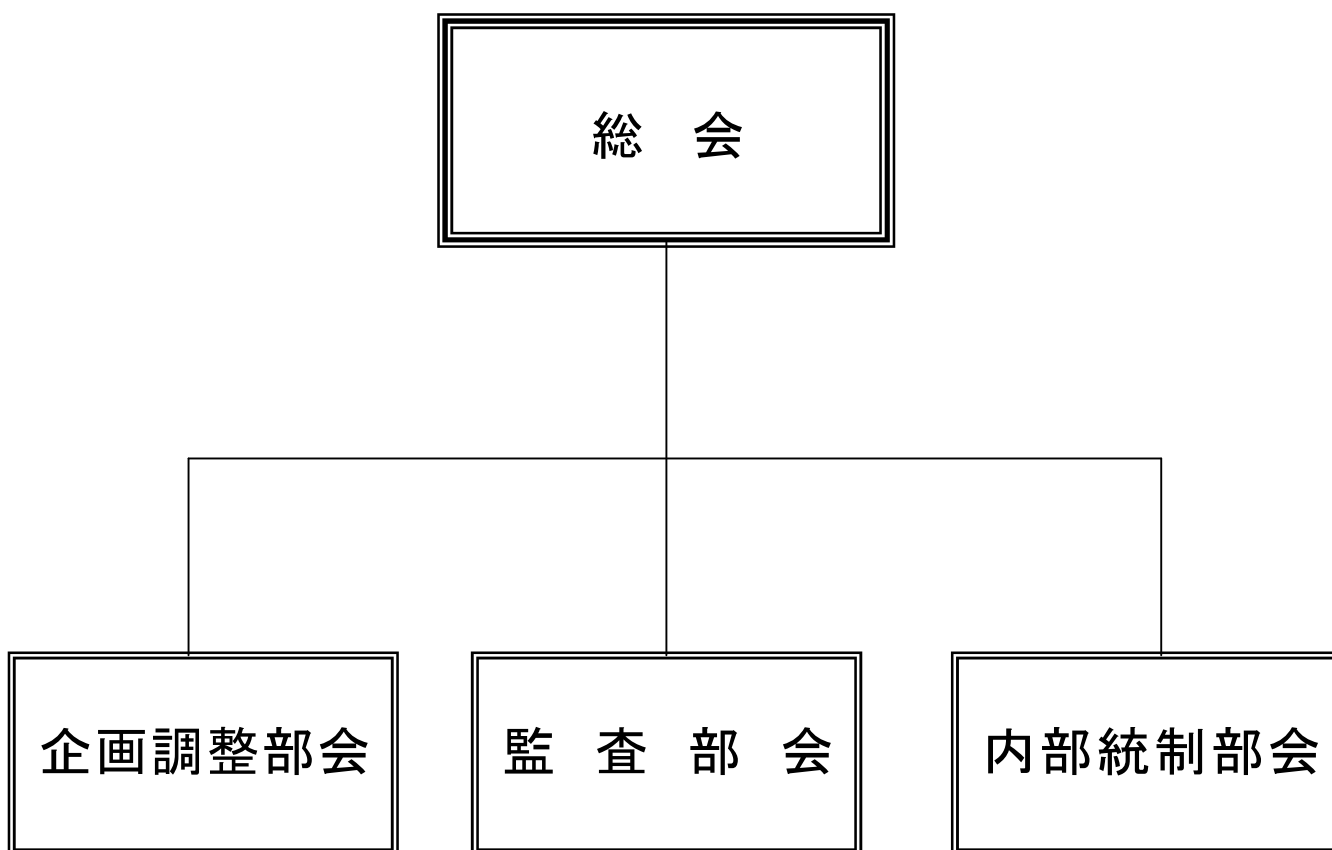 総　会
企画調整部会
監　査　部　会
内部統制部会